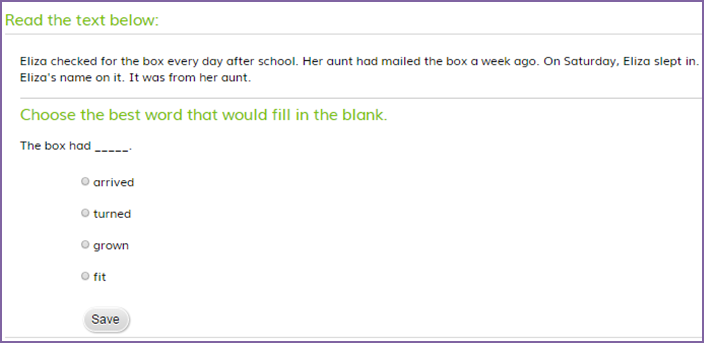 Read the text below:
Eliza checked for the box every day after school. Her aunt had mailed the box a week ago. On Saturday, Eliza slept in.
Eliza's name on it. It was from her aunt.
Choose the best word that would fill in the blank.
The box had _____.
arrived
turned
grown
fit
Save